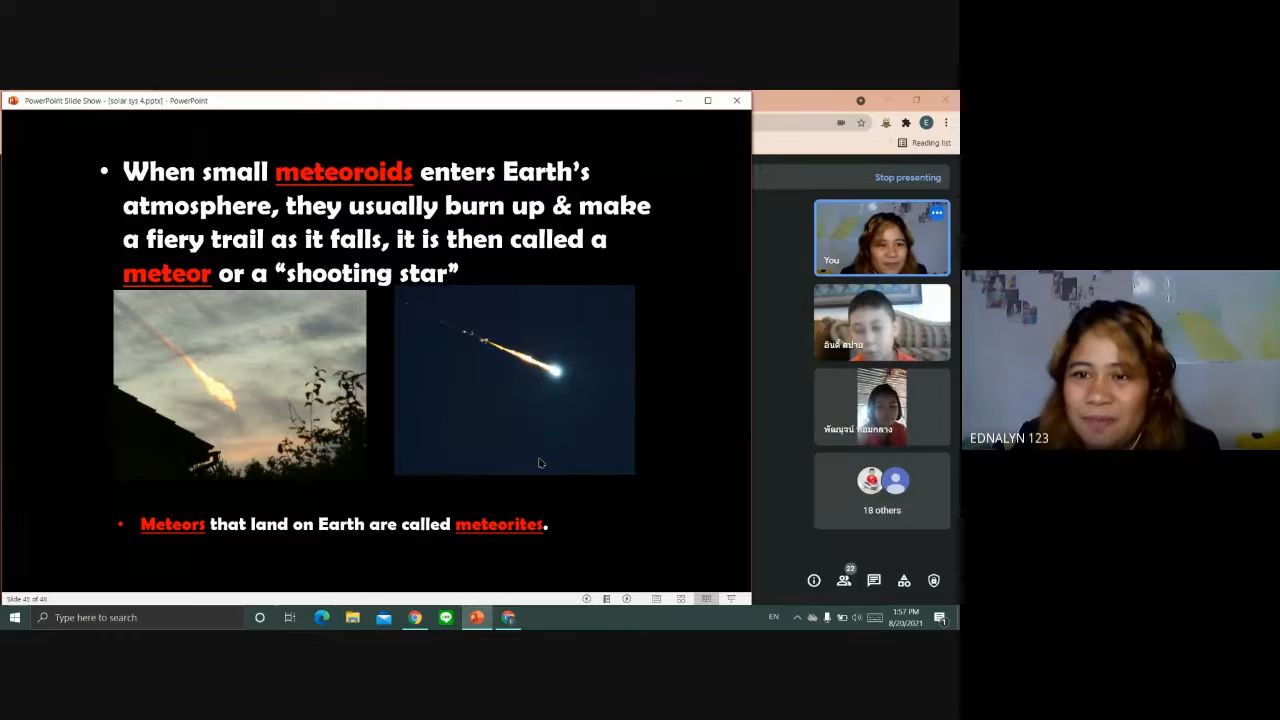 PowerPoint Slide Show - [solar sys 4.pptx] - PowerPoint
Reading list
Stop presenting
• When small meteoroids enters Earth's
atmosphere, they usually burn up & make
a fiery trail as it falls, it is then called a
meteor or a “shooting star”
You
อินดี้ สปาย
พัฒนูจน์ หอมกลาง
EDNALYN 123
18 others
• Meteors that land on Earth are called meteorites.
22
Slide 45 of 48
Type here to search
EN
1:57 PM
8/20/2021
1